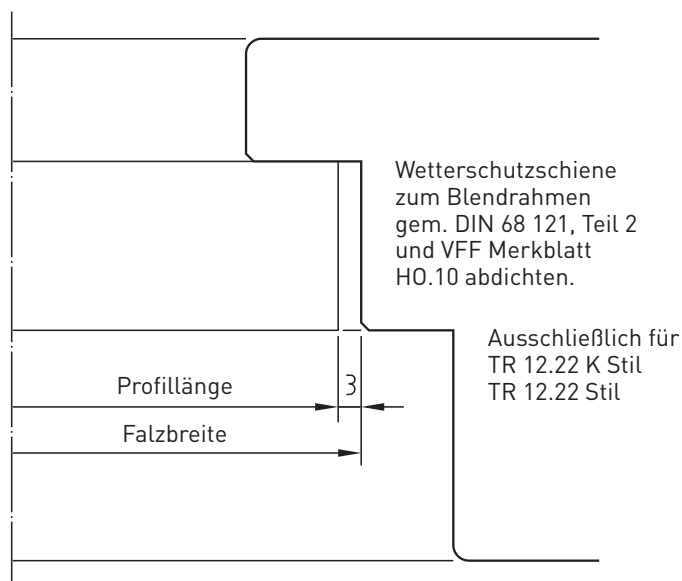 Wetterschutzschiene
zum Blendrahmen
gem. DIN 68 121, Teil 2
und VFF Merkblatt
HO.10 abdichten.
Ausschließlich für
TR 12.22 K Stil
TR 12.22 Stil
Profillänge
3
Falzbreite